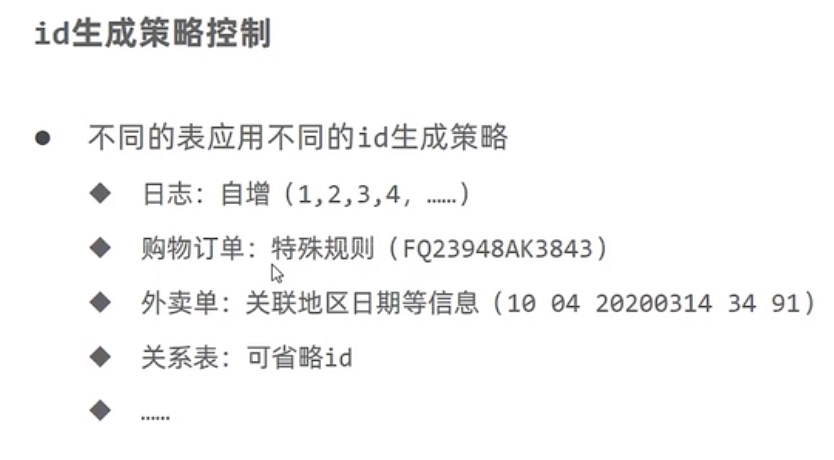 id生成策略控制
不同的表应用不同的id生成策略
日志：自增（1,2,3,4，……）
购物订单：特殊规则（FQ23948AK3843）
外卖单：关联地区日期等信息（10 04 20200314 34 91）
关系表：可省略id
……